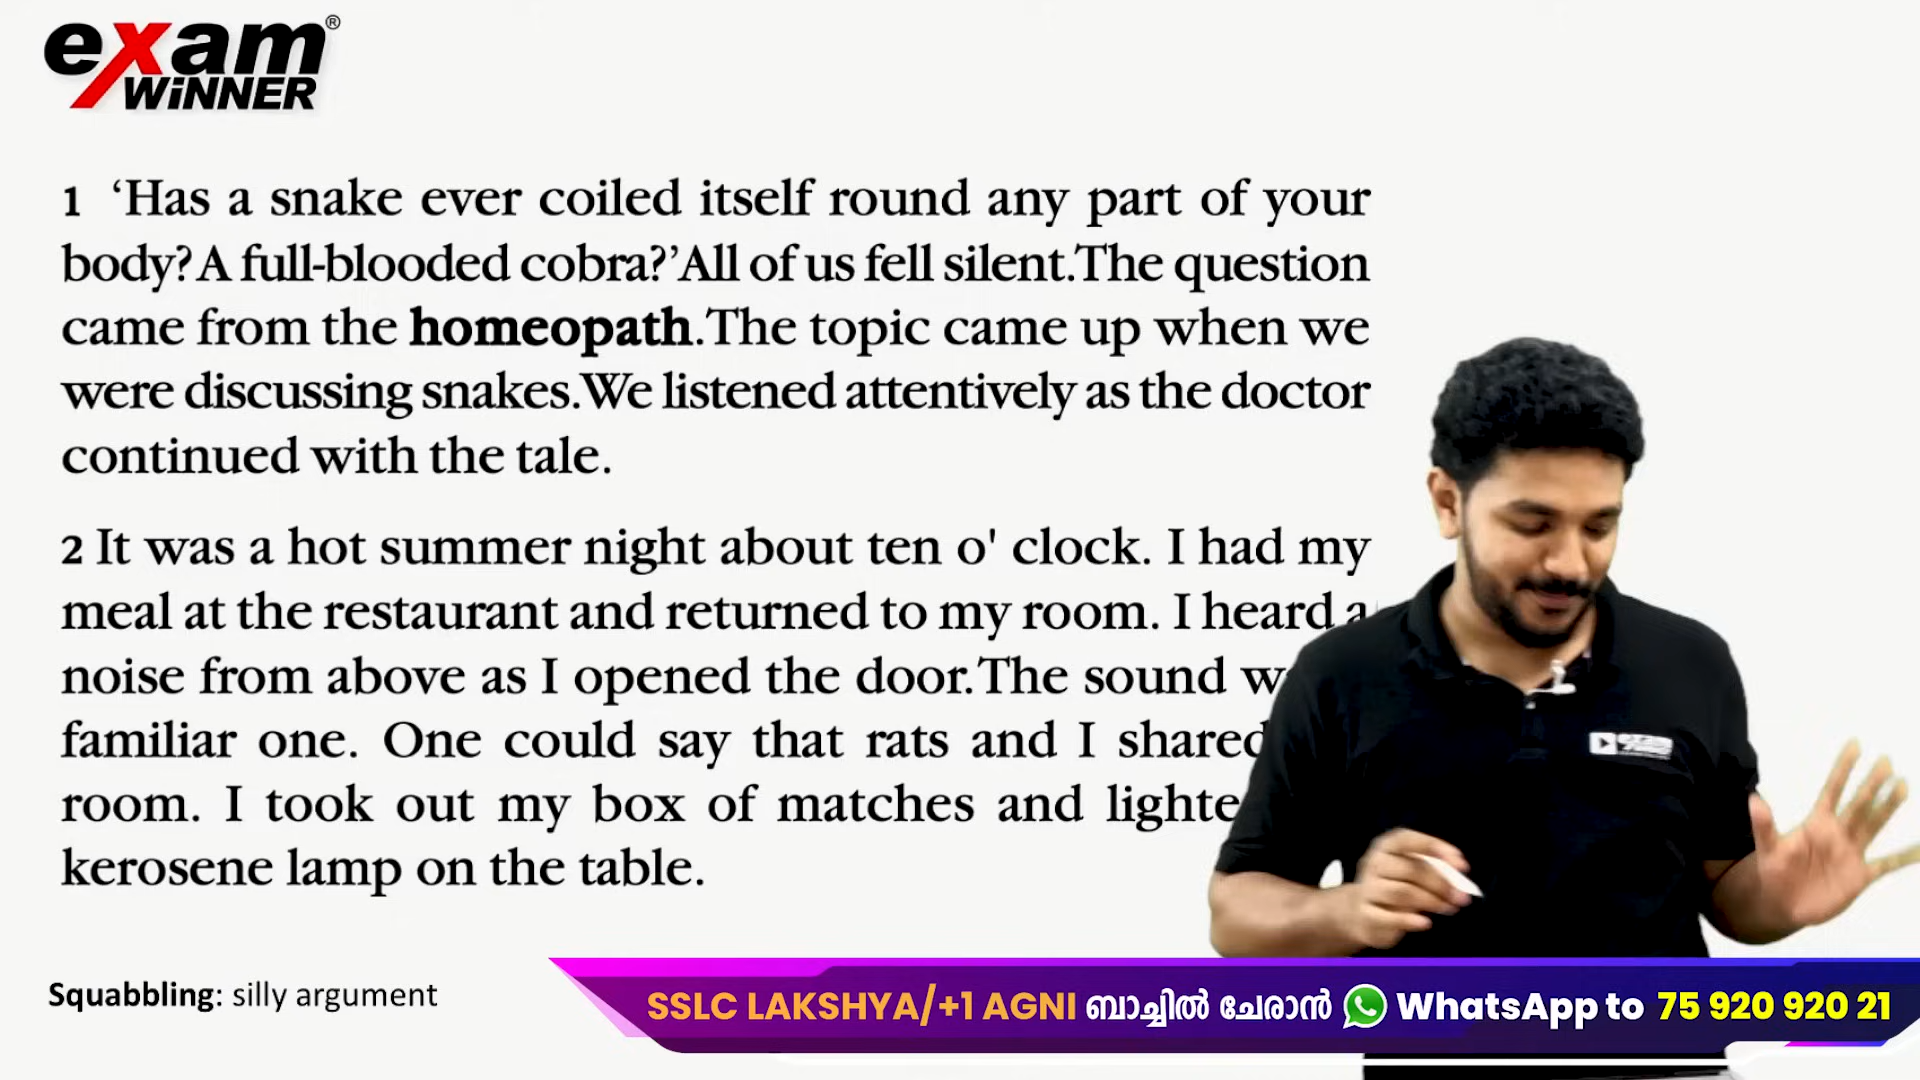 exam®
WiNNER
1 ‘Has a snake ever coiled itself round any part of your
body? A full-blooded cobra?’ All of us fell silent. The question
came from the homeopath. The topic came up when we
were discussing snakes. We listened attentively as the doctor
continued with the tale.
2 It was a hot summer night about ten o' clock. I had my
meal at the restaurant and returned to my room. I heard a
noise from above as I opened the door. The sound
familiar one. One could say that rats and I shared
room. I took out my box of matches and lighte
kerosene lamp on the table.
exam
Squabbling: silly argument
SSLC LAKSHYA/+1 AGNI ബാച്ചിൽ ചേരാൻ WhatsApp to 75 920 920 21